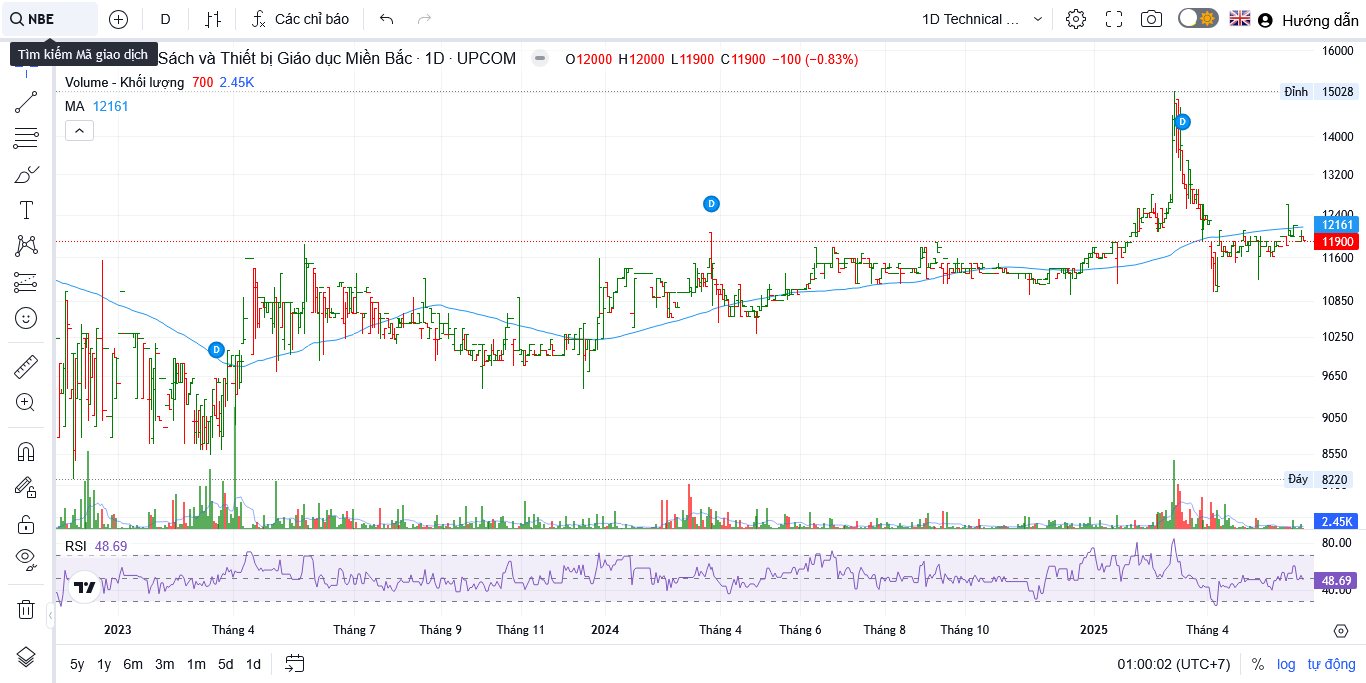 NBE
D
Các chỉ báo
1D Technical ...
Hướng dẫn
Tìm kiếm Mã giao dịch
Sách và Thiết bị Giáo dục Miền Bắc · 1D · UPCOM
O12000 H12000 L11900 C11900 −100 (−0.83%)
Volume - Khối lượng 700 2.45K
MA 12161
16000
Đỉnh 15028
14000
13200
12400
12161
11900
11600
10850
10250
9650
9050
8550
Đáy 8220
2.45K
D
D
D
RSI 48.69
80.00
48.69
40.00
2023 Tháng 4 Tháng 7 Tháng 9 Tháng 11 2024 Tháng 4 Tháng 6 Tháng 8 Tháng 10 2025 Tháng 4
5y 1y 6m 3m 1m 5d 1d
01:00:02 (UTC+7) % log tự động